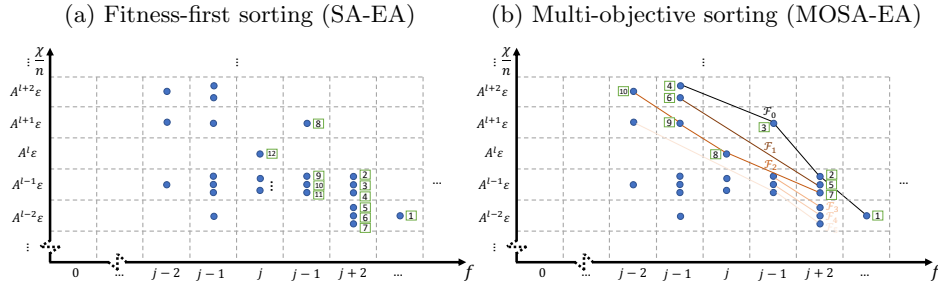 (a) Fitness-first sorting (SA-EA)
(b) Multi-objective sorting (MOSA-EA)
χ/n
⋮
A^{l+2}ε
A^{l+1}ε
A^lε
A^{l−1}ε
A^{l−2}ε
⋮
⋮
8
12
9
10
11
2
3
4
5
6
7
1
⋮
...
0 ... j−2 j−1 j j−1 j+2 ... f
χ/n
⋮
A^{l+2}ε
A^{l+1}ε
A^lε
A^{l−1}ε
A^{l−2}ε
⋮
⋮
4
10
6
ℱ₀
9
3
ℱ₁
8
ℱ₂
2
5
7
1
...
0 ... j−2 j−1 j j−1 j+2 ... f